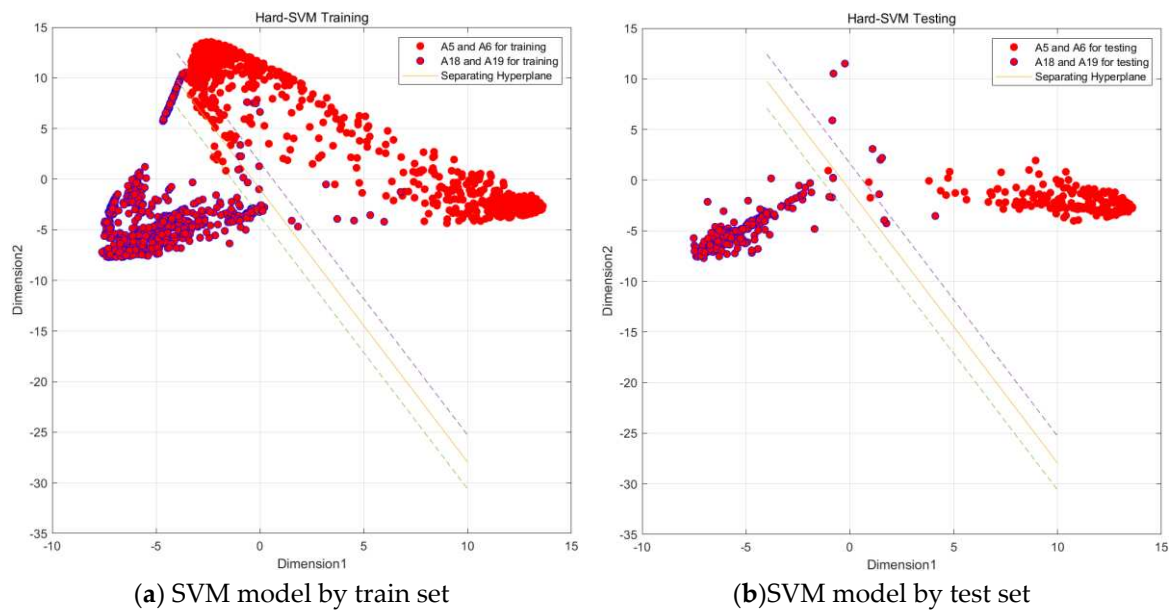 Hard-SVM Training
A5 and A6 for training
A18 and A19 for training
Separating Hyperplane
15
10
5
0
-5
-10
-15
-20
-25
-30
-35
Dimension2
-10
-5
0
5
10
15
Dimension1
(a) SVM model by train set
Hard-SVM Testing
A5 and A6 for testing
A18 and A19 for testing
Separating Hyperplane
15
10
5
0
-5
-10
-15
-20
-25
-30
-35
Dimension2
-10
-5
0
5
10
15
Dimension1
(b)SVM model by test set